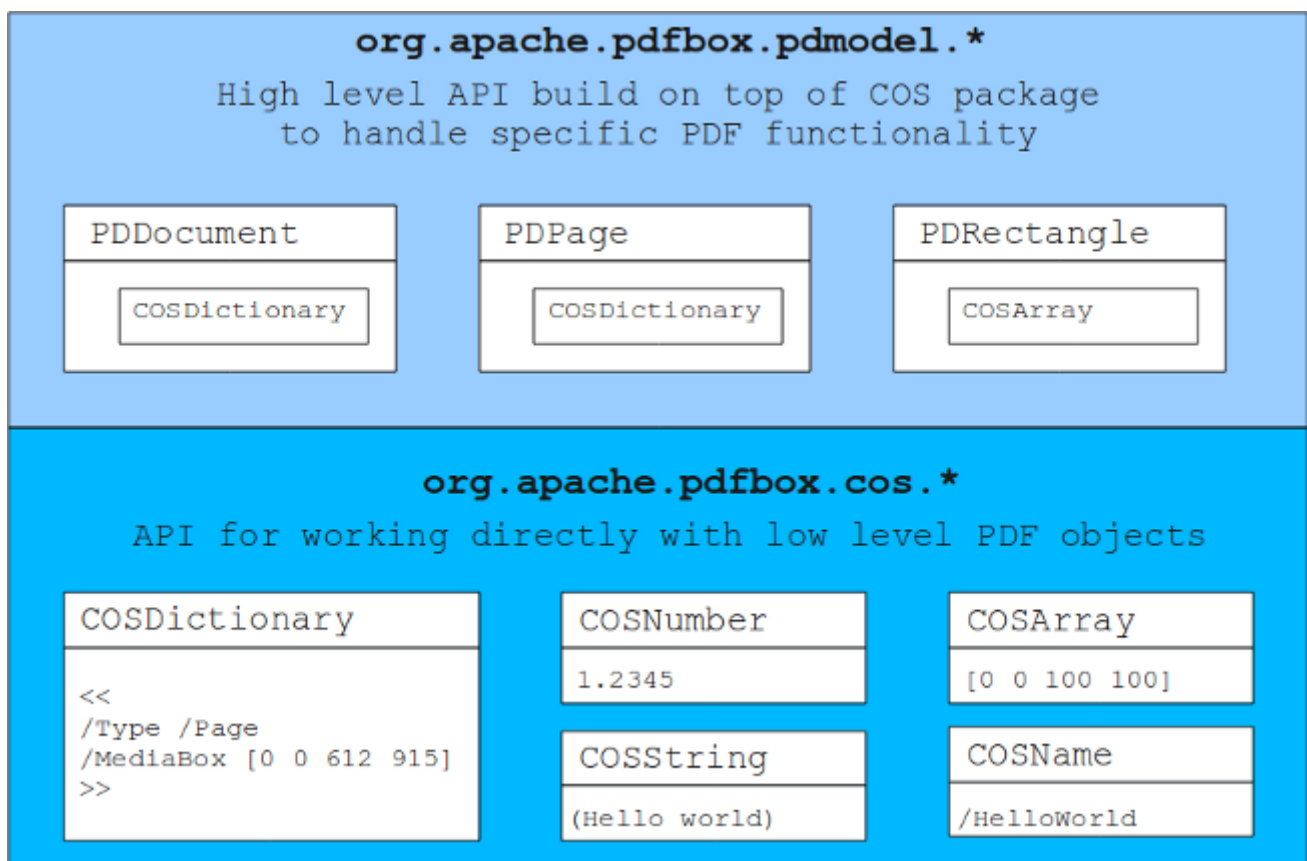 org.apache.pdfbox.pdmodel.*
High level API build on top of COS package
to handle specific PDF functionality
PDDocument
COSDictionary
PDPage
COSDictionary
PDRectangle
COSArray
org.apache.pdfbox.cos.*
API for working directly with low level PDF objects
COSDictionary
<<
/Type /Page
/MediaBox [0 0 612 915]
>>
COSNumber
1.2345
COSArray
[0 0 100 100]
COSString
(Hello world)
COSName
/HelloWorld